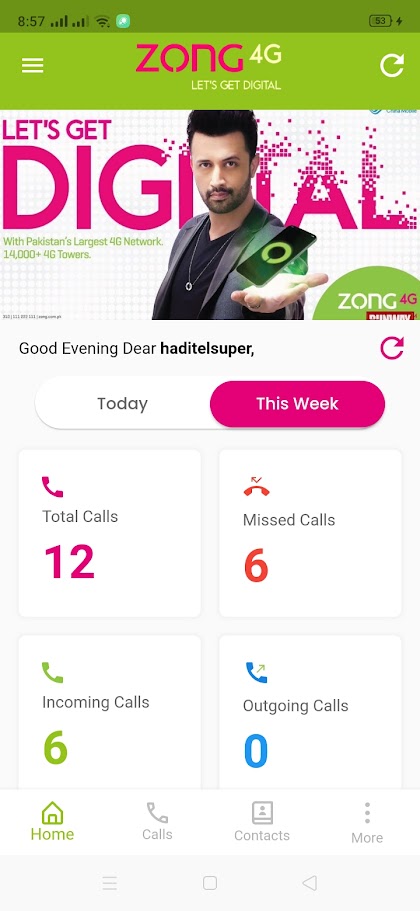 8:57
53
ZONG 4G
LET'S GET DIGITAL
China Mobile
LET'S GET
DIGITAL
With Pakistan's Largest 4G Network.
14,000+ 4G Towers.
ZONG 4G
Good Evening Dear haditelsuper,
Today
This Week
Total Calls
12
Missed Calls
6
Incoming Calls
6
Outgoing Calls
0
Home
Calls
Contacts
More